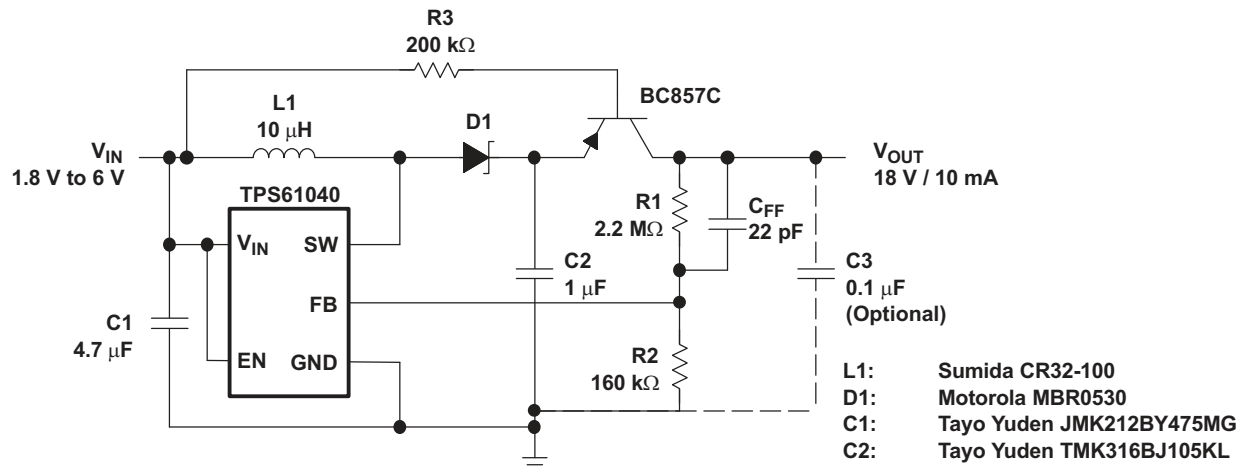 R3
200 kΩ
BC857C
L1
10 μH
D1
VIN
1.8 V to 6 V
VOUT
18 V / 10 mA
TPS61040
R1
2.2 MΩ
CFF
22 pF
VIN
SW
C2
1 μF
C3
0.1 μF
(Optional)
FB
C1
4.7 μF
EN
GND
R2
160 kΩ
L1: Sumida CR32-100
D1: Motorola MBR0530
C1: Tayo Yuden JMK212BY475MG
C2: Tayo Yuden TMK316BJ105KL